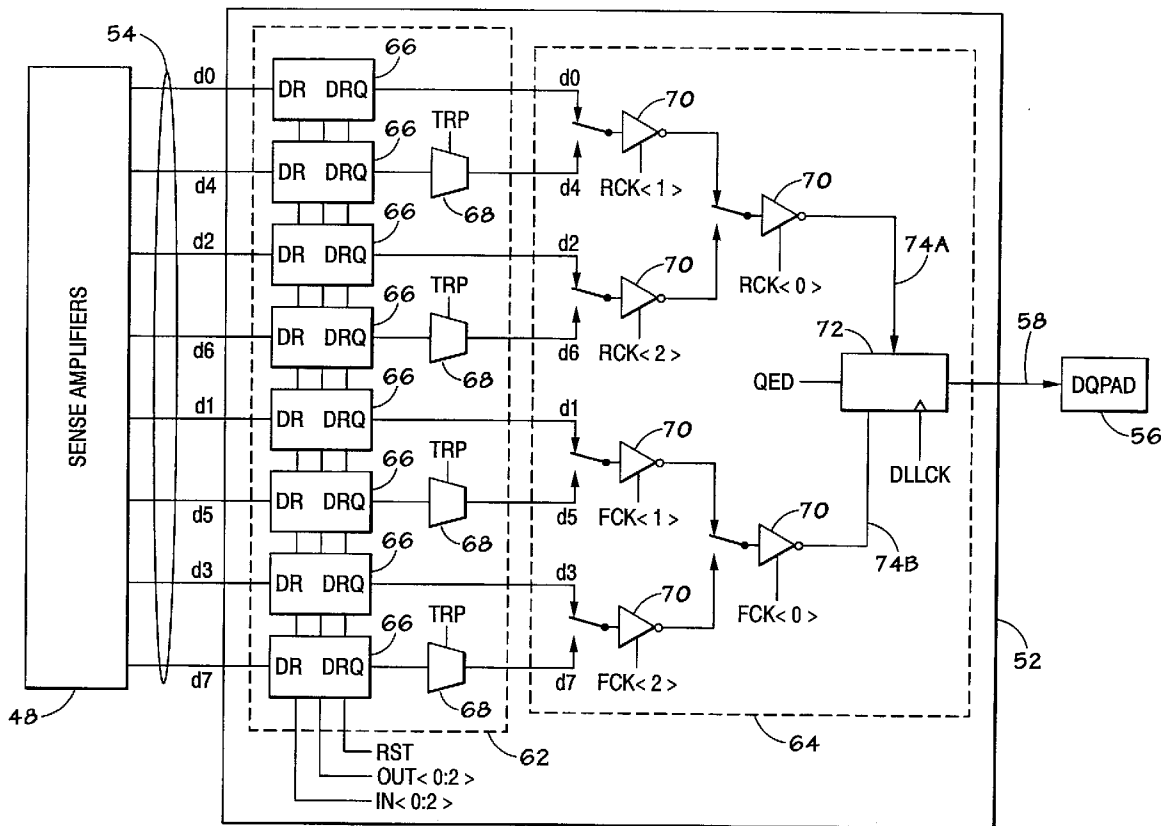 54
66
d0
DR DRQ
d0
70
66
TRP
d4
DR DRQ
d4
RCK< 1 >
68
70
66
d2
DR DRQ
d2
70
74A
66
TRP
RCK< 0 >
d6
DR DRQ
d6
RCK< 2 >
68
72
58
SENSE AMPLIFIERS
QED
DQPAD
56
66
d1
DR DRQ
d1
70
DLLCK
66
TRP
d5
DR DRQ
d5
FCK< 1 >
68
70
74B
66
d3
DR DRQ
d3
70
FCK< 0 >
66
TRP
52
d7
DR DRQ
d7
FCK< 2 >
68
48
62
64
RST
OUT< 0:2 >
IN< 0:2 >